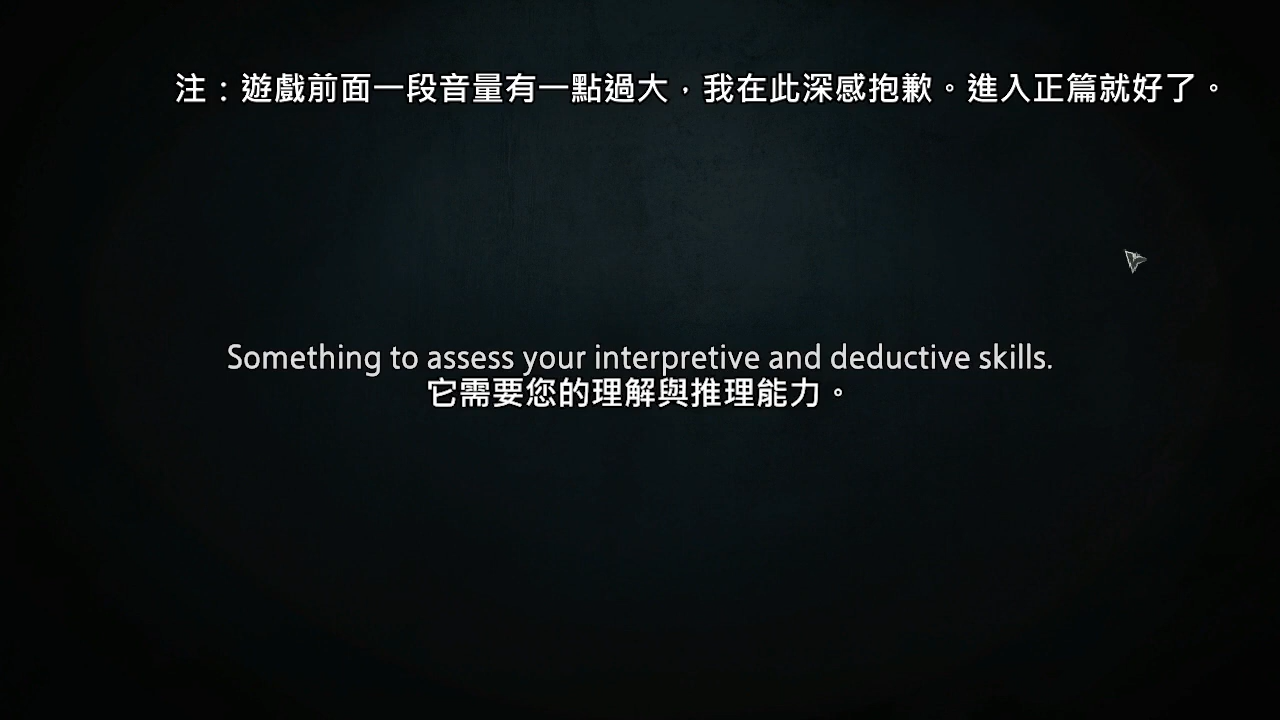 注：遊戲前面一段音量有一點過大，我在此深感抱歉。進入正篇就好了。
Something to assess your interpretive and deductive skills.
它需要您的理解與推理能力。